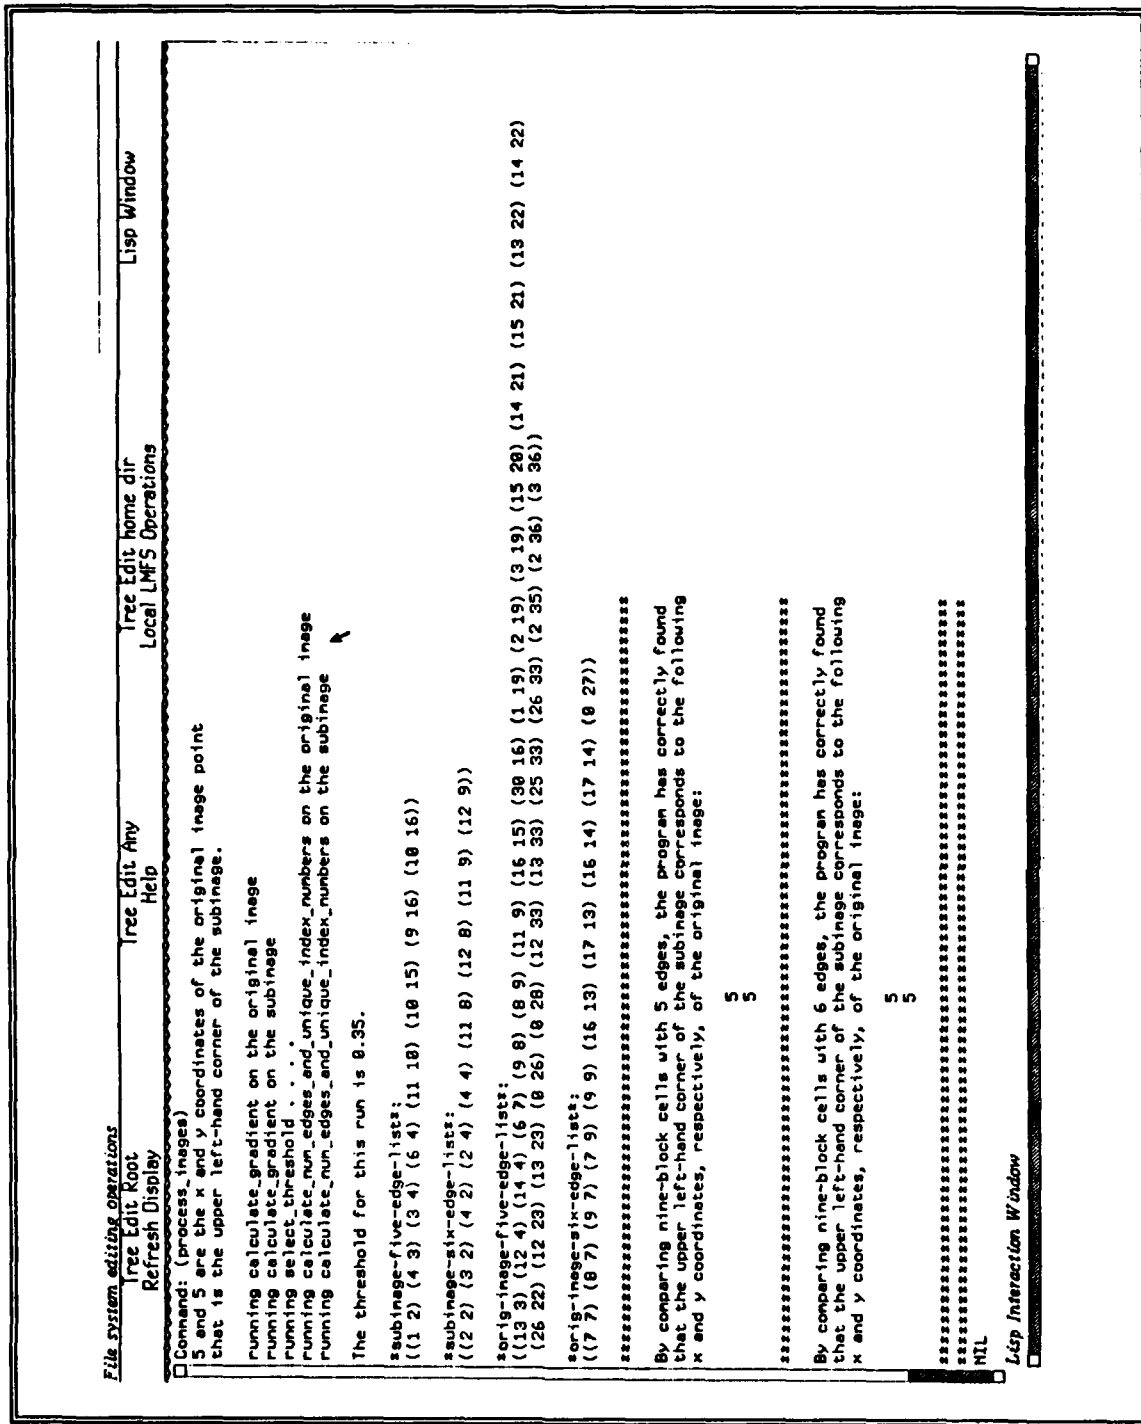 File system editing operations
Tree Edit Root Tree Edit Any Tree Edit home dir Lisp Window
Refresh Display Help Local LMFS Operations
Command: (process_images)
5 and 5 are the x and y coordinates of the original image point
that is the upper left-hand corner of the subimage.
running calculate_gradient on the original image
running calculate_gradient on the subimage
running select_threshold . . . .
running calculate_num_edges_and_unique_index_numbers on the original image
running calculate_num_edges_and_unique_index_numbers on the subimage
The threshold for this run is 0.35.
*subimage-five-edge-list*:
((1 2) (4 3) (3 4) (6 4) (11 10) (10 15) (9 16) (10 16))
*subimage-six-edge-list*:
((2 2) (3 2) (4 2) (2 4) (4 4) (11 8) (12 8) (11 9) (12 9))
*orig-image-five-edge-list*:
((13 3) (12 4) (14 4) (6 7) (9 8) (8 9) (11 9) (16 15) (30 16) (1 19) (2 19) (3 19) (15 20) (14 21) (15 21) (13 22) (14 22)
(26 22) (12 23) (13 23) (0 26) (0 28) (12 33) (13 33) (25 33) (26 33) (2 35) (2 36) (3 36))
*orig-image-six-edge-list*:
((7 7) (8 7) (9 7) (7 9) (9 9) (16 13) (17 13) (16 14) (17 14) (0 27))
***************************************
By comparing nine-block cells with 5 edges, the program has correctly found
that the upper left-hand corner of the subimage corresponds to the following
x and y coordinates, respectively, of the original image:
5
5
***************************************
By comparing nine-block cells with 6 edges, the program has correctly found
that the upper left-hand corner of the subimage corresponds to the following
x and y coordinates, respectively, of the original image:
5
5
***************************************
***************************************
NIL
Lisp Interaction Window